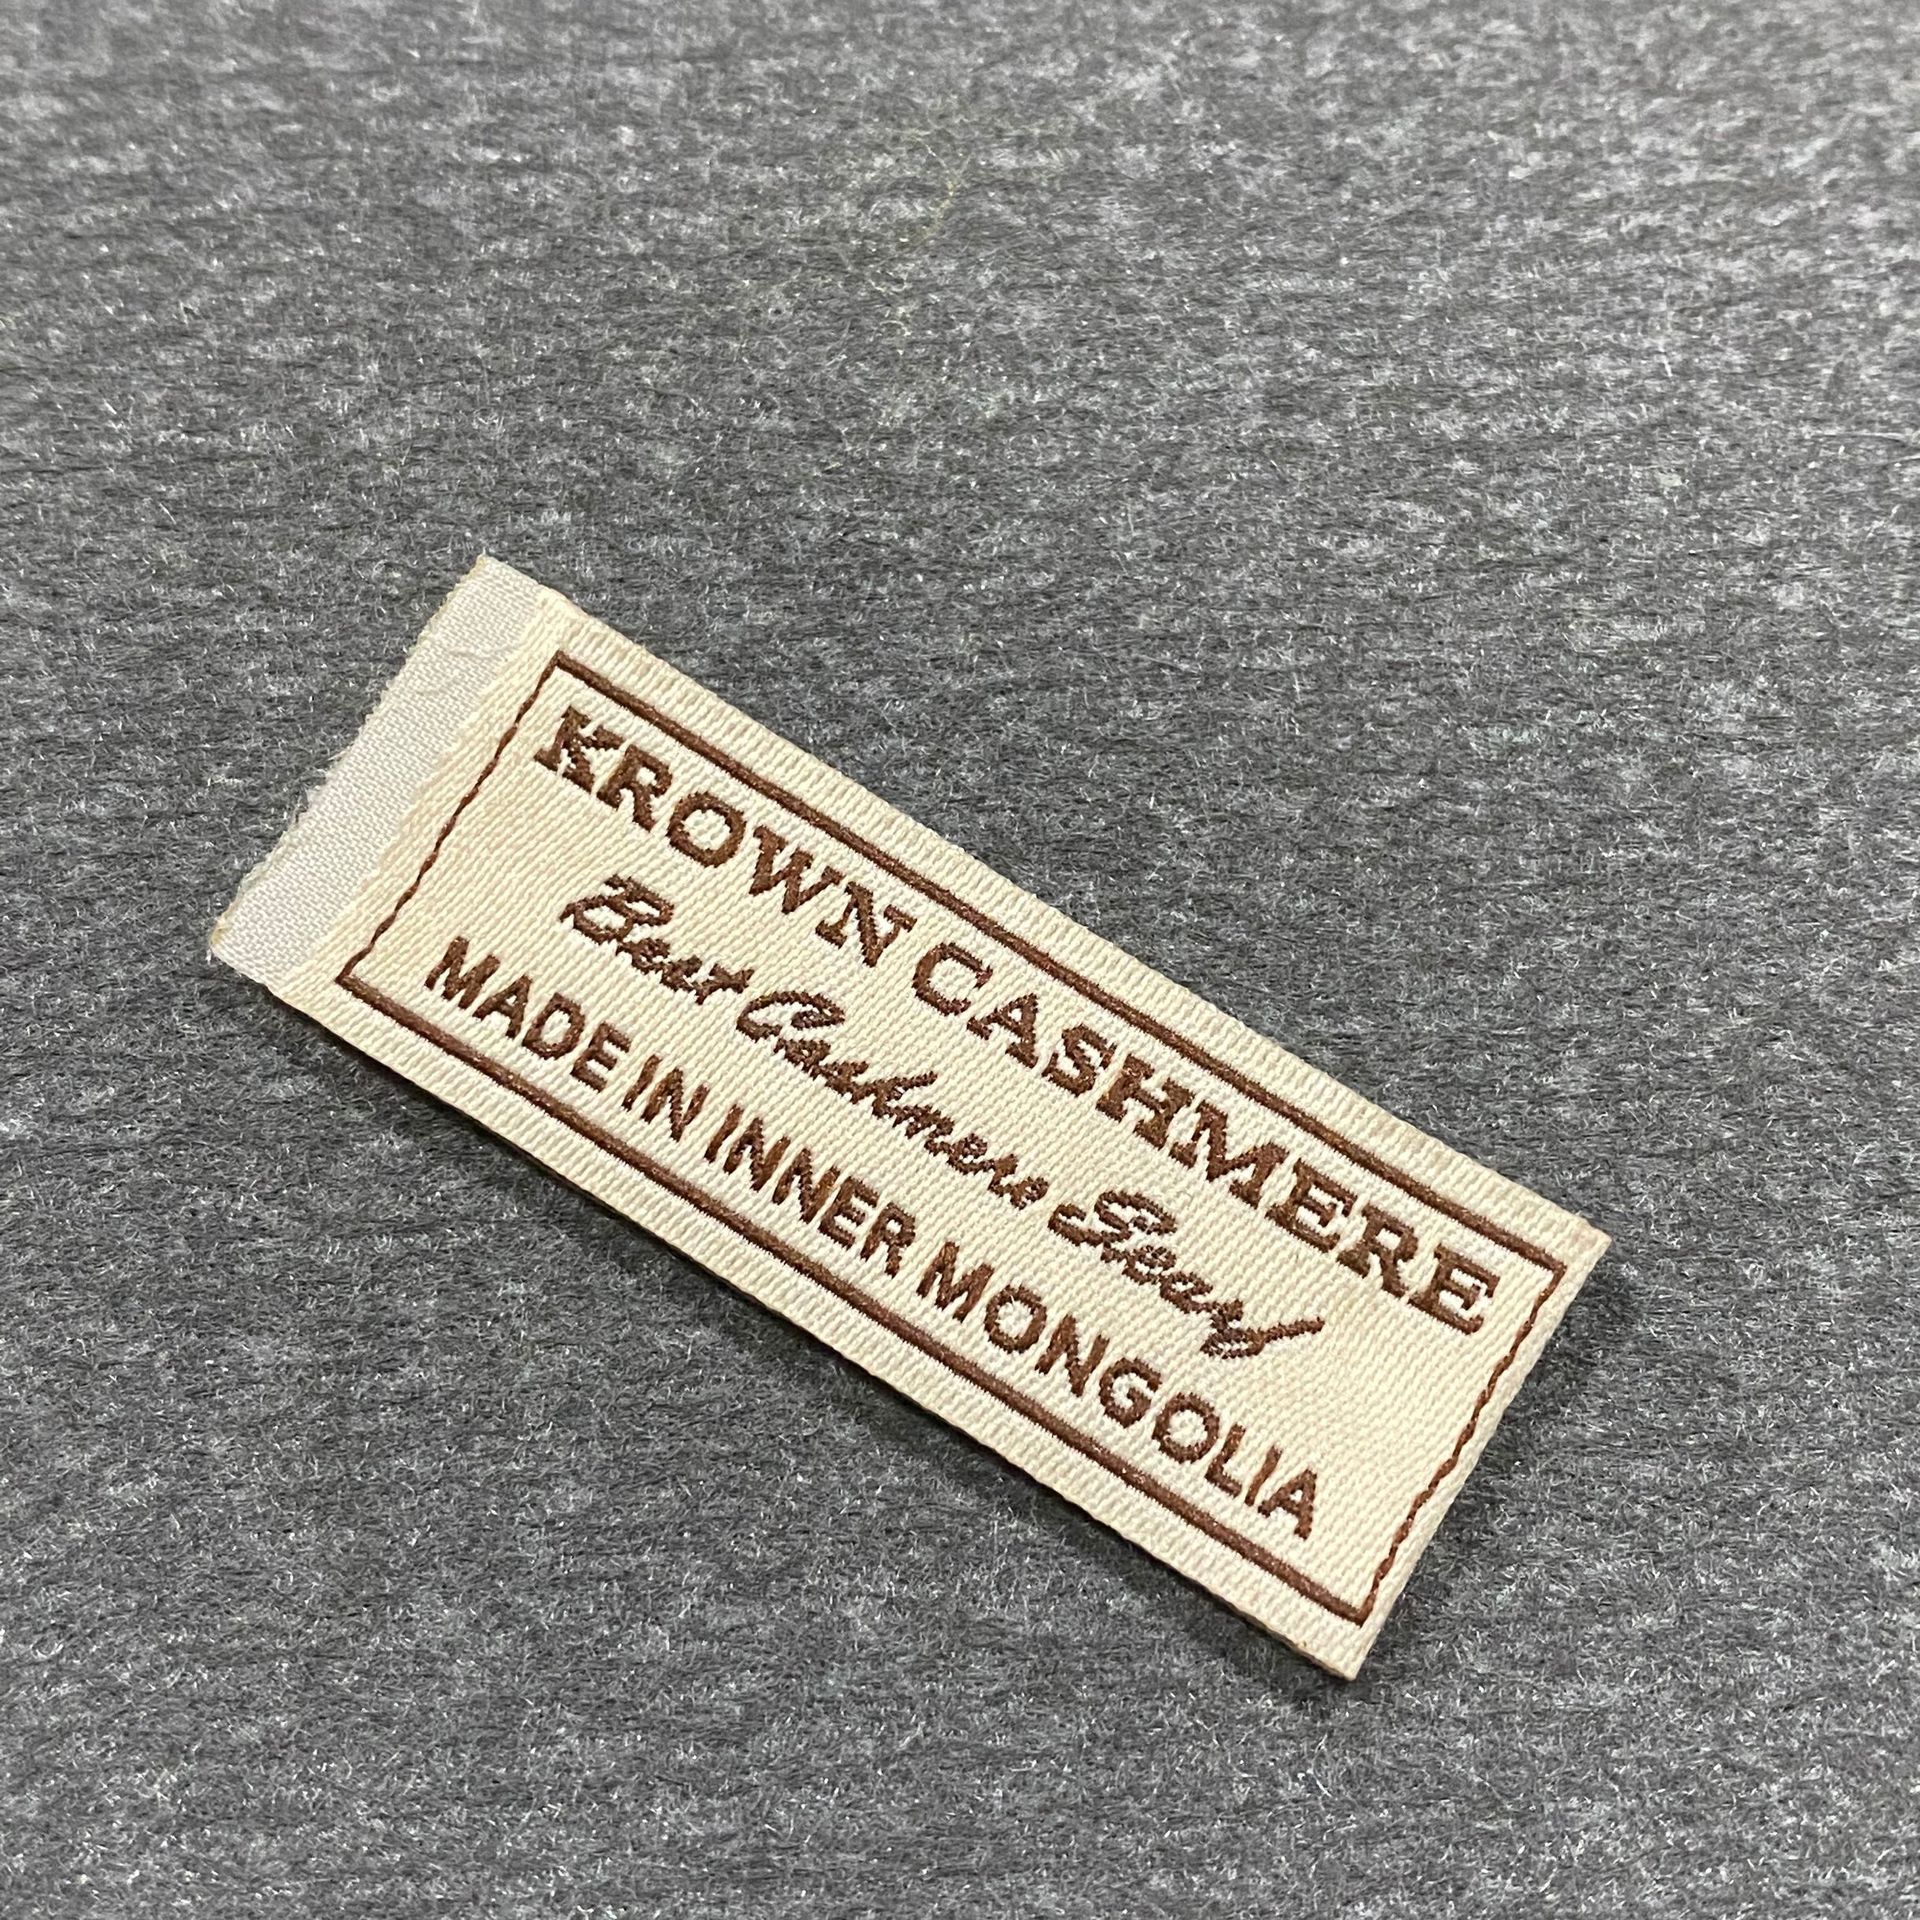 KROWN CASHMERE
Best Cashmere Scarf
MADE IN INNER MONGOLIA